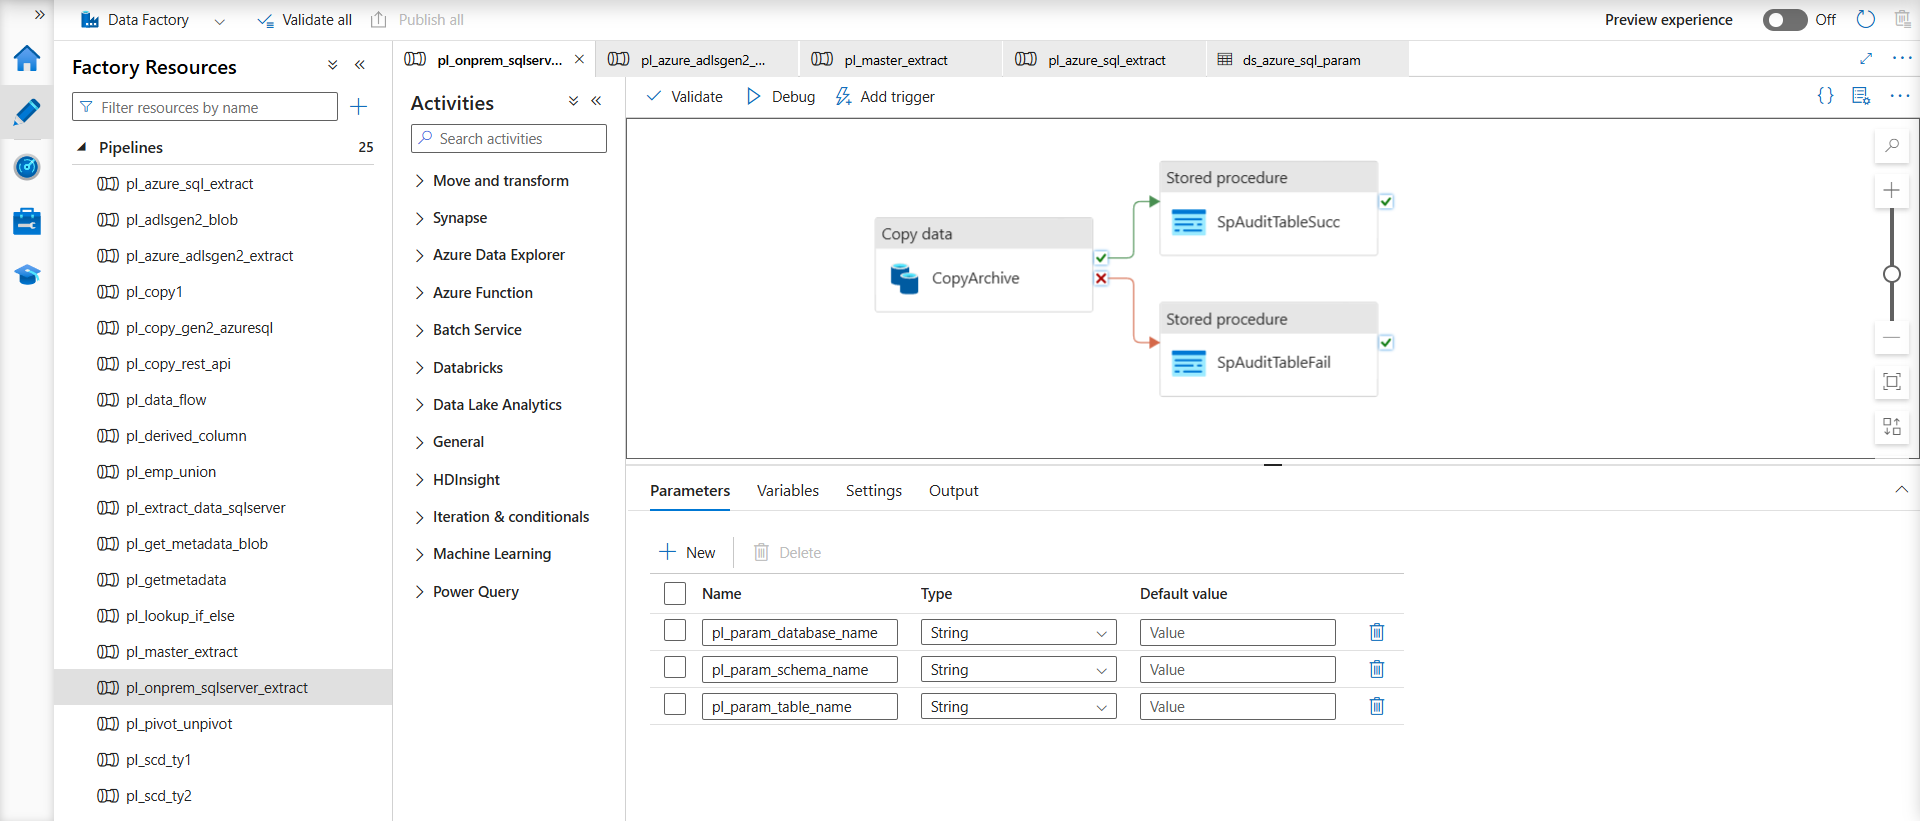 Data Factory
Validate all
Publish all
Preview experience
Off
Factory Resources
Filter resources by name
Pipelines 25
pl_azure_sql_extract
pl_adlsgen2_blob
pl_azure_adlsgen2_extract
pl_copy1
pl_copy_gen2_azuresql
pl_copy_rest_api
pl_data_flow
pl_derived_column
pl_emp_union
pl_extract_data_sqlserver
pl_get_metadata_blob
pl_getmetadata
pl_lookup_if_else
pl_master_extract
pl_onprem_sqlserver_extract
pl_pivot_unpivot
pl_scd_ty1
pl_scd_ty2
pl_onprem_sqlserv...
pl_azure_adlsgen2_...
pl_master_extract
pl_azure_sql_extract
ds_azure_sql_param
Activities
Search activities
Move and transform
Synapse
Azure Data Explorer
Azure Function
Batch Service
Databricks
Data Lake Analytics
General
HDInsight
Iteration & conditionals
Machine Learning
Power Query
Validate
Debug
Add trigger
Copy data
CopyArchive
Stored procedure
SpAuditTableSucc
Stored procedure
SpAuditTableFail
Parameters Variables Settings Output
New
Delete
Name Type Default value
pl_param_database_name String Value
pl_param_schema_name String Value
pl_param_table_name String Value